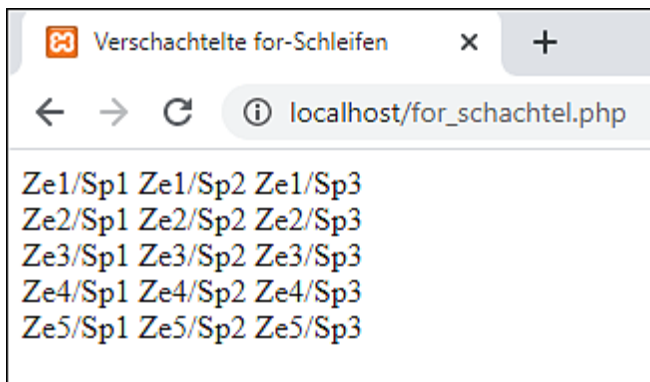 Verschachtelte for-Schleifen
localhost/for_schachtel.php
Ze1/Sp1 Ze1/Sp2 Ze1/Sp3
Ze2/Sp1 Ze2/Sp2 Ze2/Sp3
Ze3/Sp1 Ze3/Sp2 Ze3/Sp3
Ze4/Sp1 Ze4/Sp2 Ze4/Sp3
Ze5/Sp1 Ze5/Sp2 Ze5/Sp3